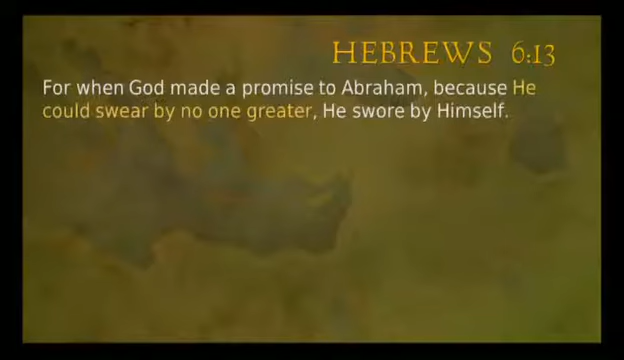 HEBREWS 6:13
For when God made a promise to Abraham, because He
could swear by no one greater, He swore by Himself.